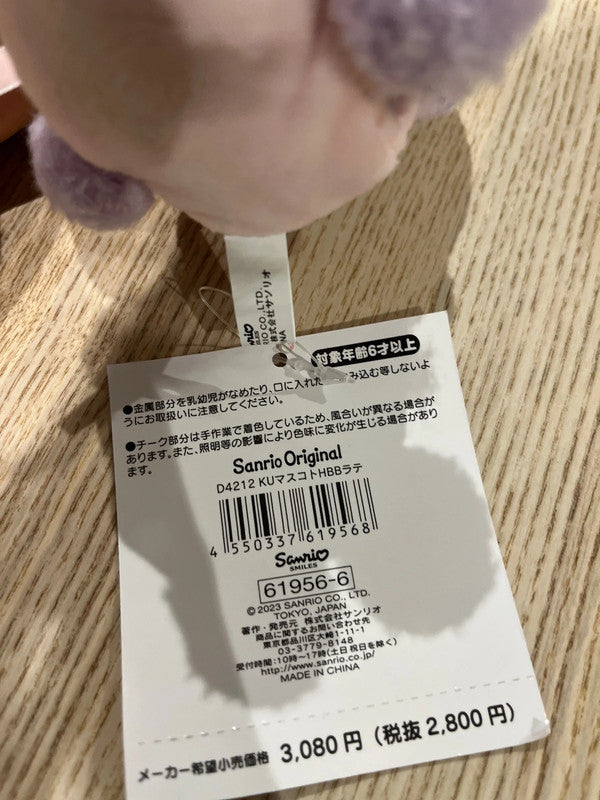 RIO CO., LTD.
株式会社サンリオ
対象年齢6才以上
●金属部分を乳幼児がなめたり、口に入れた み込む等しないよ
うにお取扱いに注意してください。
●チーク部分は手作業で着色しているため、風合いが異なる場合が
あります。また、照明等の影響により色味に変化が生じる場合があり
ます。
Sanrio Original
D4212 KUマスコトHBBラテ
4 550337 619568
Sanrio
SMILES
61956-6
© 2023 SANRIO CO., LTD.
TOKYO, JAPAN
著作・発売元 株式会社サンリオ
商品に関するお問い合わせ先
東京都品川区大崎1-11-1
03-3779-8148
受付時間:10時～17時(土日祝日を除く)
http://www.sanrio.co.jp/
MADE IN CHINA
メーカー希望小売価格 3,080円(税抜2,800円)